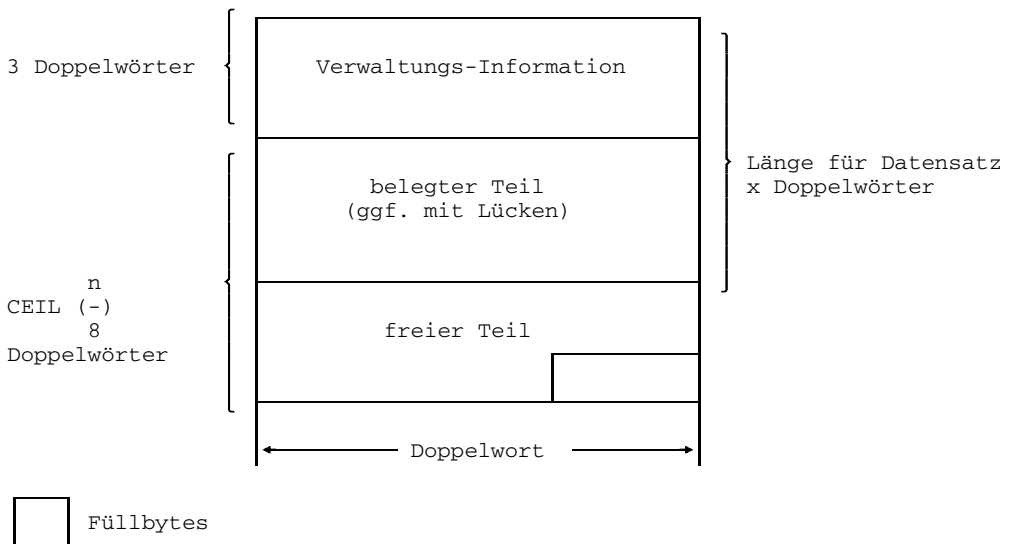 3 Doppelwörter
Verwaltungs-Information
Länge für Datensatz
x Doppelwörter
belegter Teil
(ggf. mit Lücken)
n
CEIL (-)
8
Doppelwörter
freier Teil
Doppelwort
Füllbytes